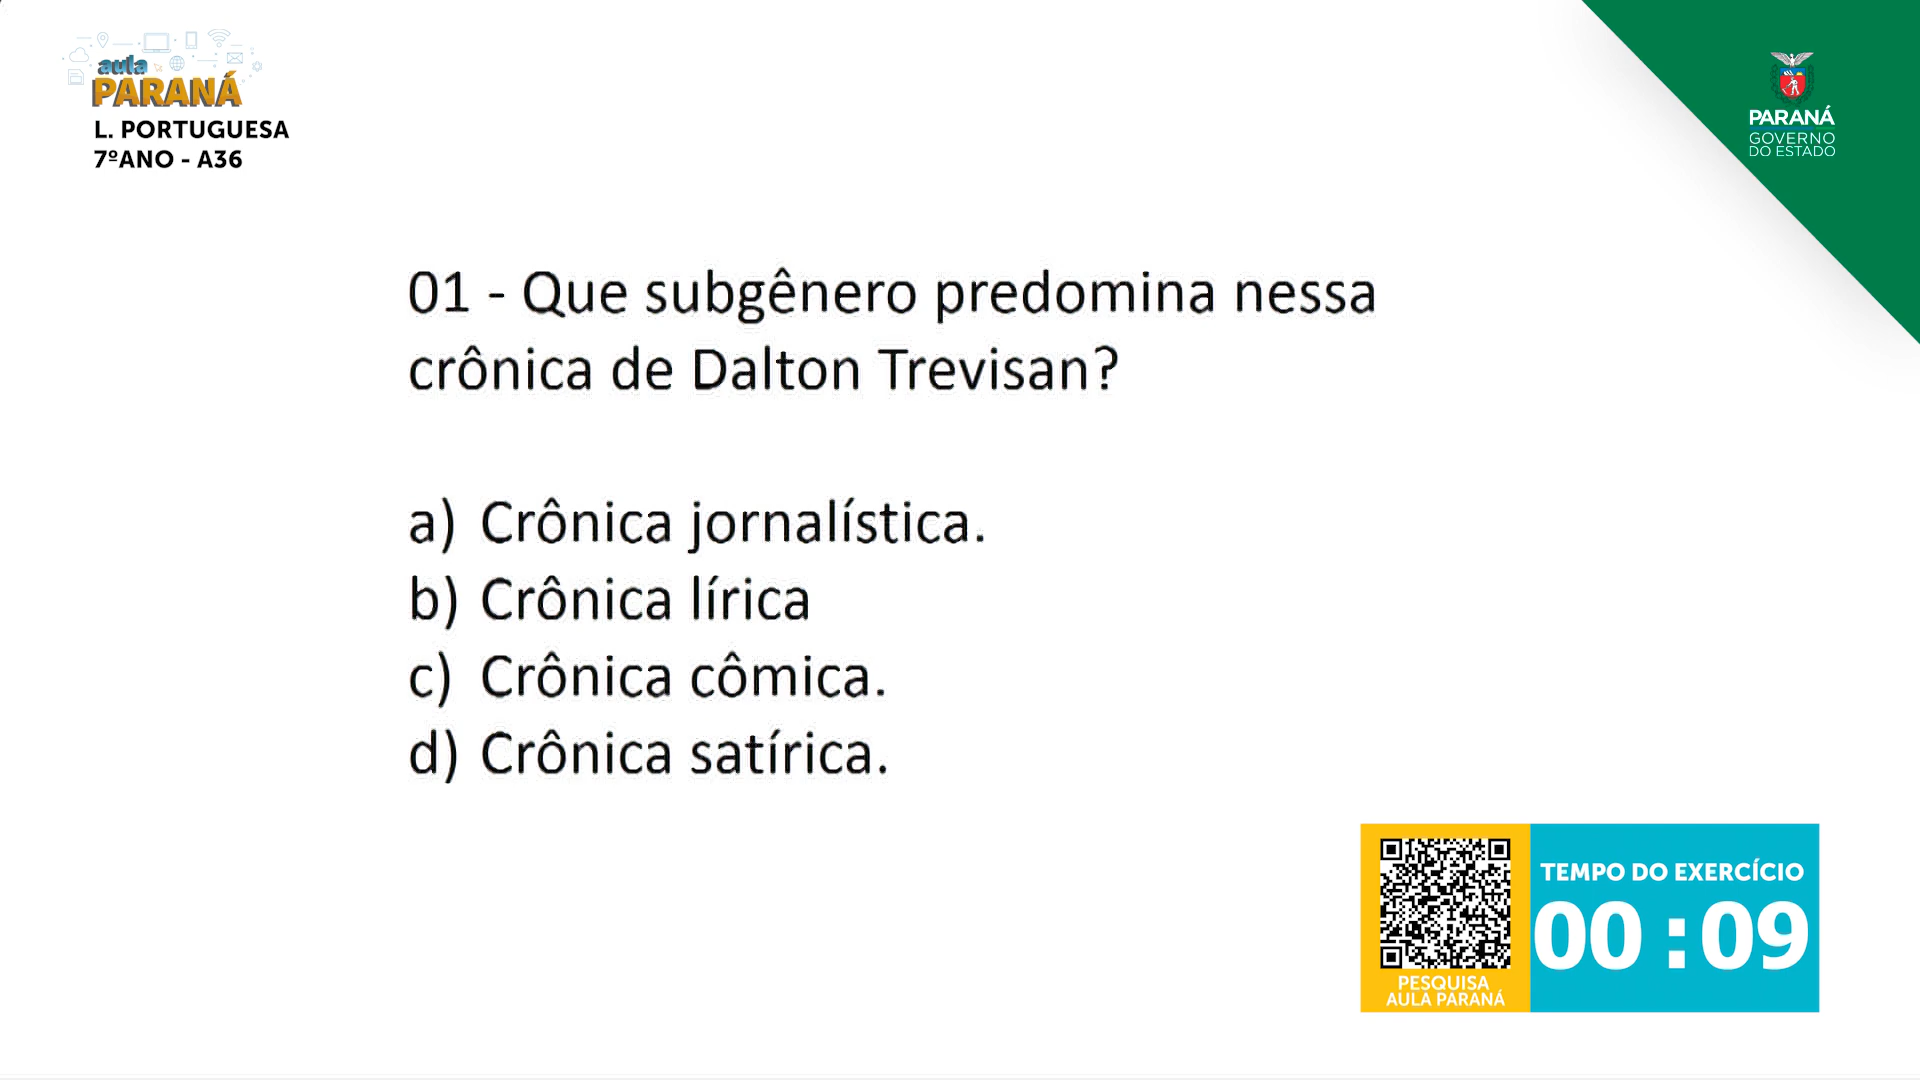 aula
PARANÁ
L. PORTUGUESA
7ºANO - A36
PARANÁ
GOVERNO
DO ESTADO
01 - Que subgênero predomina nessa
crônica de Dalton Trevisan?
a) Crônica jornalística.
b) Crônica lírica
c) Crônica cômica.
d) Crônica satírica.
PESQUISA
AULA PARANÁ
TEMPO DO EXERCÍCIO
00 : 09